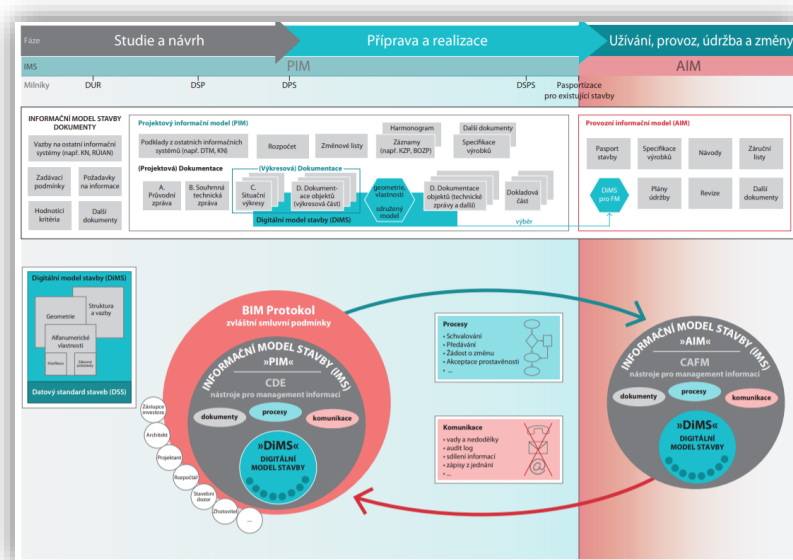 Fáze
Studie a návrh
Příprava a realizace
Užívání, provoz, údržba a změny
IMS
PIM
AIM
Milníky
DUR
DSP
DPS
DSPS
Pasportizace
pro existující stavby
INFORMAČNÍ MODEL STAVBY
DOKUMENTY
Vazby na ostatní informační
systémy (např. KN, RÚIAN)
Zadávací
podmínky
Požadavky
na informace
Hodnotící
kritéria
Další
dokumenty
Projektový informační model (PIM)
Podklady z ostatních informačních
systémů (např. DTM, KN)
Rozpočet
Změnové listy
Harmonogram
Záznamy
(např. KZP, BOZP)
Další dokumenty
Specifikace
výrobků
(Projektová) Dokumentace
(Výkresová) Dokumentace
A.
Průvodní
zpráva
B. Souhrnná
technická
zpráva
C.
Situační
výkresy
D. Dokument-
ace objektů
(výkresová část)
geometrie,
vlastnosti
sdružený
model
D. Dokumentace
objektů (technické
zprávy a další)
Dokladová
část
Digitální model stavby (DiMS)
výběr
Provozní informační model (AIM)
Pasport
stavby
Specifikace
výrobků
Návody
Záruční
listy
DiMS
pro FM
Plány
údržby
Revize
Další
dokumenty
Digitální model stavby (DiMS)
Struktura
a vazby
Geometrie
Alfanumerické
vlastnosti
Datový standard staveb (DSS)
BIM Protokol
zvláštní smluvní podmínky
INFORMAČNÍ MODEL STAVBY (IMS)
»PIM«
CDE
nástroje pro management informací
dokumenty
procesy
komunikace
»DiMS«
DIGITÁLNÍ
MODEL STAVBY
Zástupce
investora
Architekt
Projektant
Rozpočtář
Stavební
dozor
Zhotovitel
...
Procesy
• Schvalování
• Předávání
• Žádost o změnu
• Akceptace prostavěnosti
• ...
Komunikace
• vady a nedodělky
• audit log
• sdílení informací
• zápisy z jednání
• ...
@
INFORMAČNÍ MODEL STAVBY (IMS)
»AIM«
CAFM
nástroje pro management informací
dokumenty
procesy
komunikace
»DiMS«
DIGITÁLNÍ
MODEL STAVBY